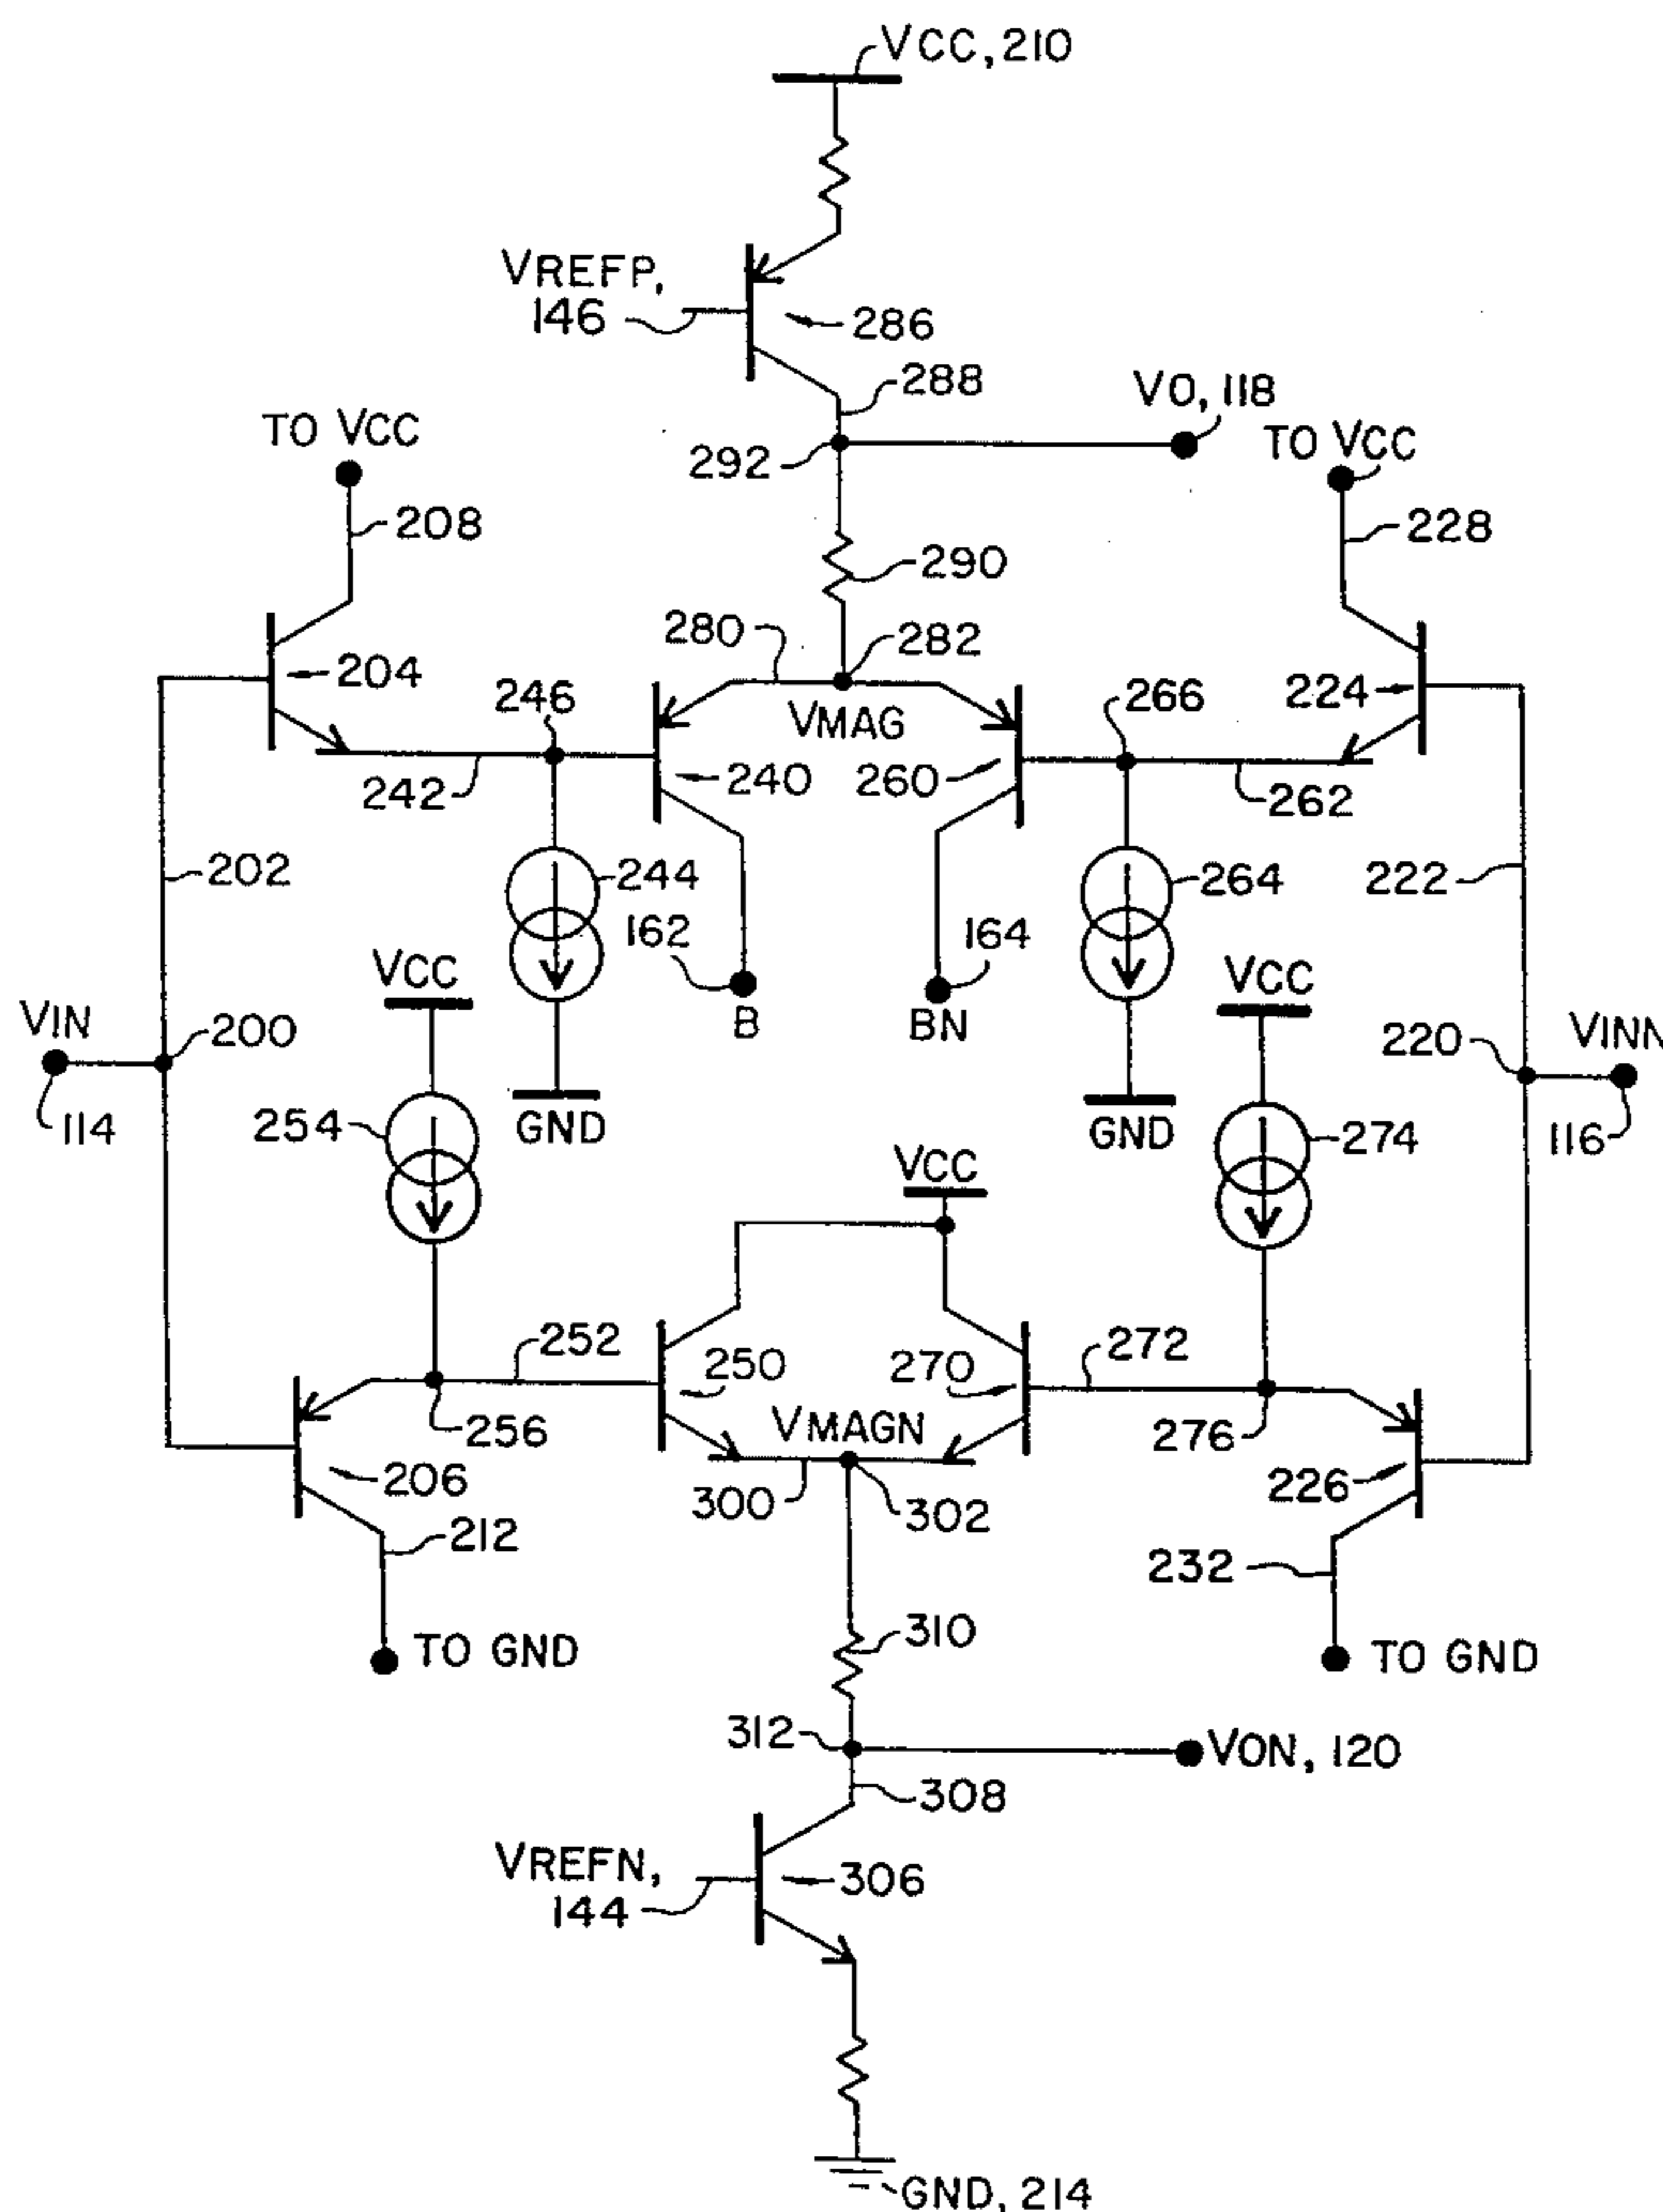 VCC, 210
VREFP,
146
286
288
VO, 118
TO VCC
292
TO VCC
208
228
290
280
282
204
246
266
224
VMAG
242
240
260
262
202
244
162
164
264
222
VCC
VCC
VIN
200
B
BN
220
VINN
114
254
GND
GND
274
116
VCC
252
250
270
272
256
VMAGN
276
206
300
302
226
212
232
310
TO GND
TO GND
312
VON, 120
308
VREFN,
144
306
GND, 214